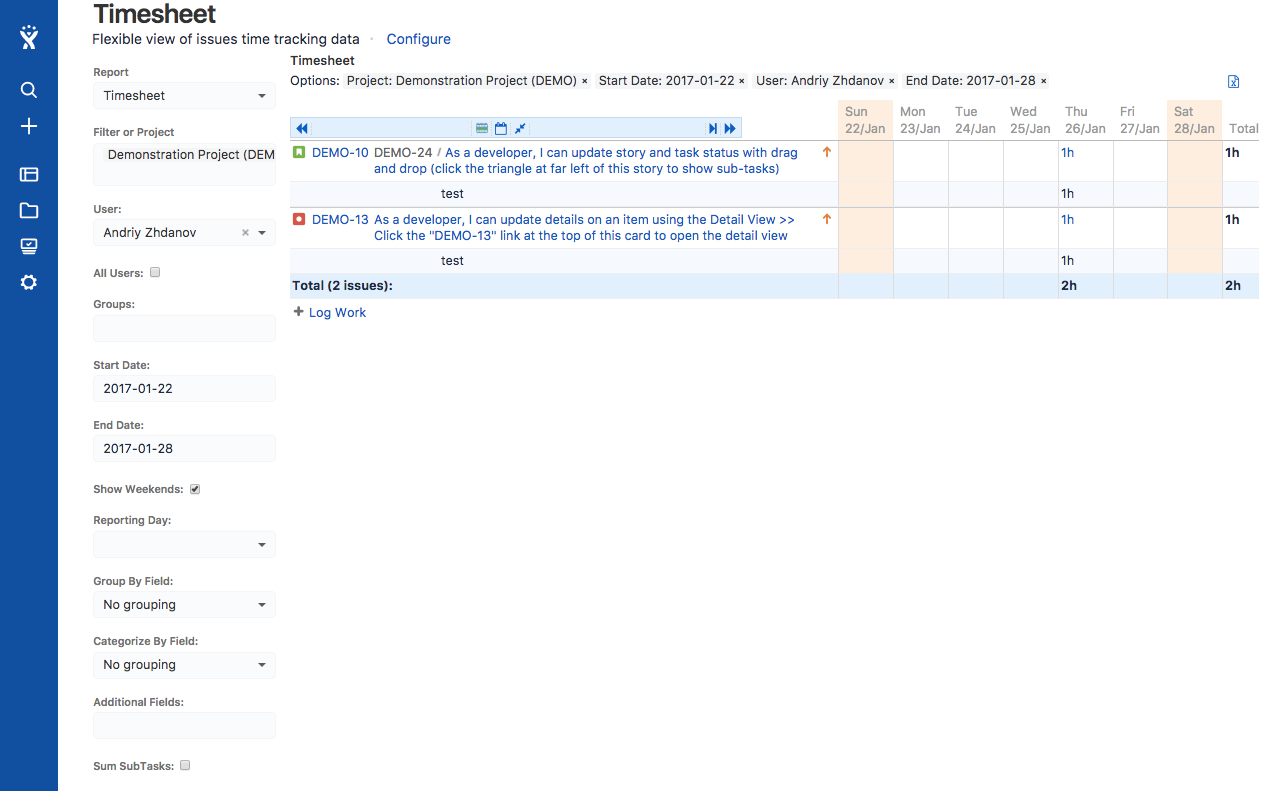 Timesheet
Flexible view of issues time tracking data · Configure
Report
Timesheet
Filter or Project
Demonstration Project (DEM
User:
Andriy Zhdanov ×
All Users:
Groups:
Start Date:
2017-01-22
End Date:
2017-01-28
Show Weekends:
Reporting Day:
Group By Field:
No grouping
Categorize By Field:
No grouping
Additional Fields:
Sum SubTasks:
Timesheet
Options: Project: Demonstration Project (DEMO) × Start Date: 2017-01-22 × User: Andriy Zhdanov × End Date: 2017-01-28 ×
Sun Mon Tue Wed Thu Fri Sat
22/Jan 23/Jan 24/Jan 25/Jan 26/Jan 27/Jan 28/Jan Total
DEMO-10 DEMO-24 / As a developer, I can update story and task status with drag 1h 1h
and drop (click the triangle at far left of this story to show sub-tasks)
test 1h
DEMO-13 As a developer, I can update details on an item using the Detail View >> 1h 1h
Click the "DEMO-13" link at the top of this card to open the detail view
test 1h
Total (2 issues): 2h 2h
+ Log Work